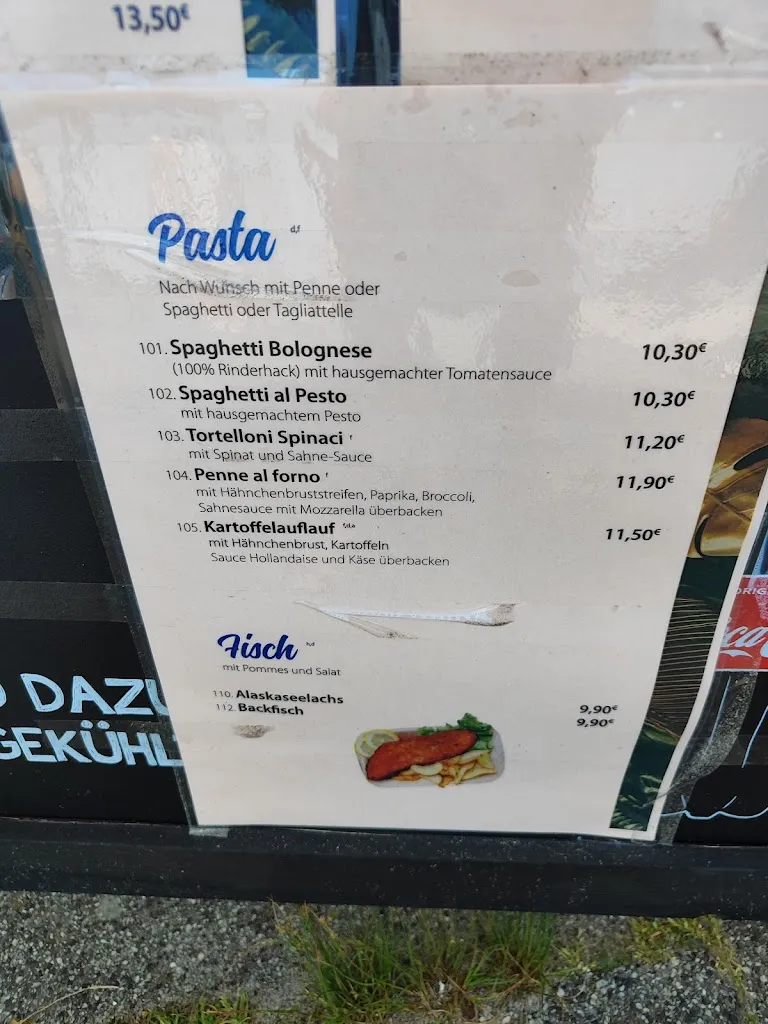 13,50€
Pasta d,f
Nach Wunsch mit Penne oder
Spaghetti oder Tagliattelle
101. Spaghetti Bolognese 10,30€
(100% Rinderhack) mit hausgemachter Tomatensauce
102. Spaghetti al Pesto 10,30€
mit hausgemachtem Pesto
103. Tortelloni Spinaci f 11,20€
mit Spinat und Sahne-Sauce
104. Penne al forno f 11,90€
mit Hähnchenbruststreifen, Paprika, Broccoli,
Sahnesauce mit Mozzarella überbacken
105. Kartoffelauflauf 11,50€
mit Hähnchenbrust, Kartoffeln
Sauce Hollandaise und Käse überbacken
Fisch
mit Pommes und Salat
110. Alaskaseelachs 9,90€
112. Backfisch 9,90€
DAZU
GEKÜHL
ORIG
ca